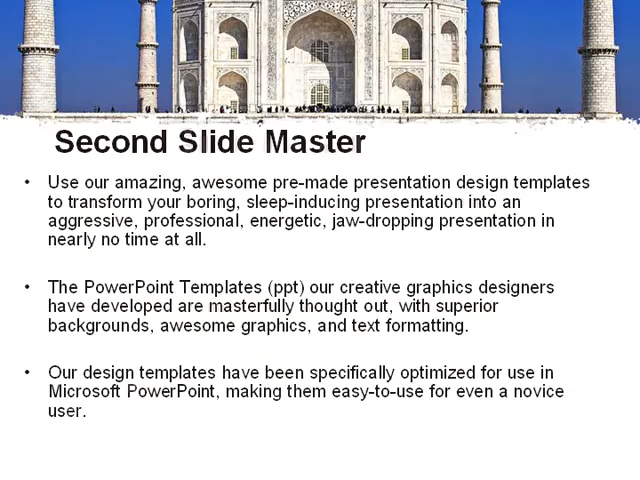 Second Slide Master
• Use our amazing, awesome pre-made presentation design templates
to transform your boring, sleep-inducing presentation into an
aggressive, professional, energetic, jaw-dropping presentation in
nearly no time at all.
• The PowerPoint Templates (ppt) our creative graphics designers
have developed are masterfully thought out, with superior
backgrounds, awesome graphics, and text formatting.
• Our design templates have been specifically optimized for use in
Microsoft PowerPoint, making them easy-to-use for even a novice
user.